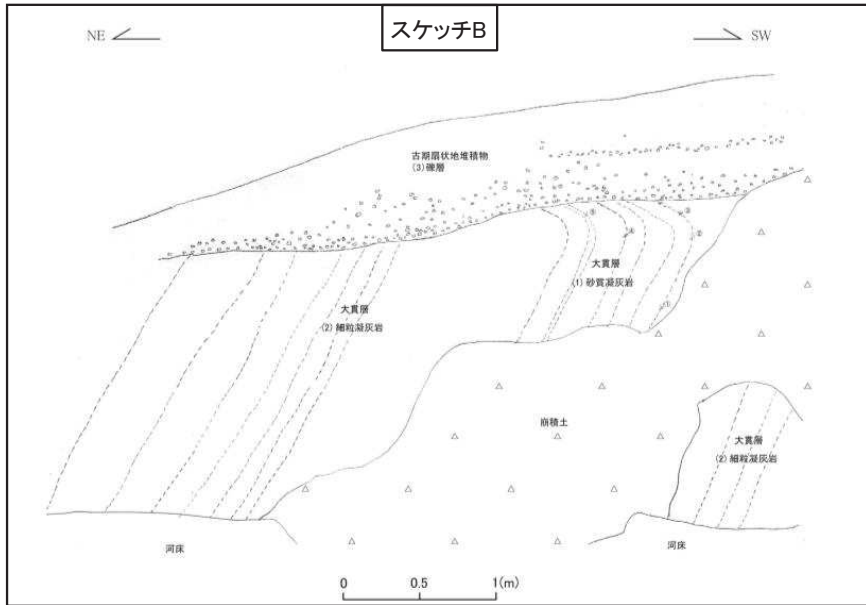 スケッチB
NE
SW
古期扇状地堆積物
(3)礫層
大貫層
(1)砂質凝灰岩
大貫層
(2)細粒凝灰岩
崩積土
大貫層
(2)細粒凝灰岩
河床
河床
0 0.5 1(m)